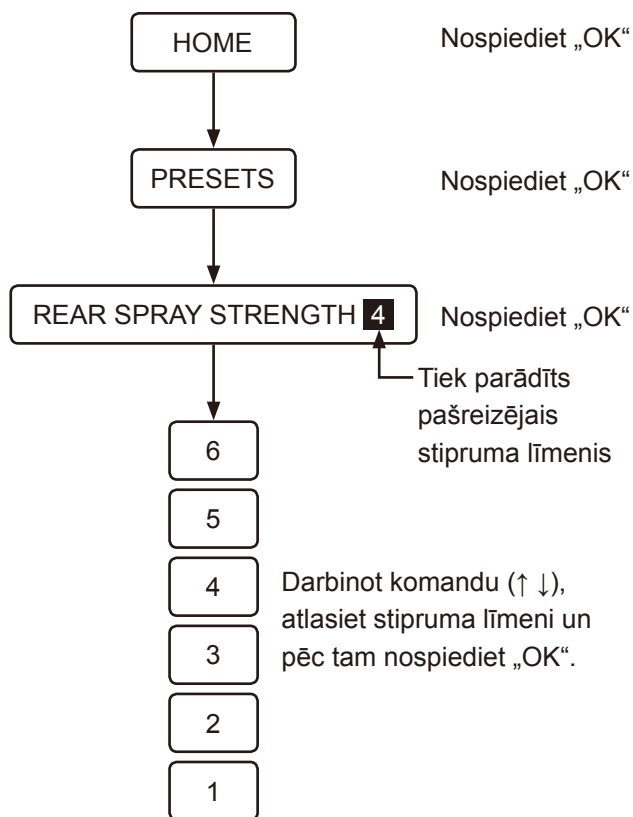 HOME
Nospiediet „OK“
PRESETS
Nospiediet „OK“
REAR SPRAY STRENGTH 4
Nospiediet „OK“
Tiek parādīts
pašreizējais
stipruma līmenis
6
5
4
Darbinot komandu (↑ ↓),
atlasiet stipruma līmeni un
pēc tam nospiediet „OK“.
3
2
1